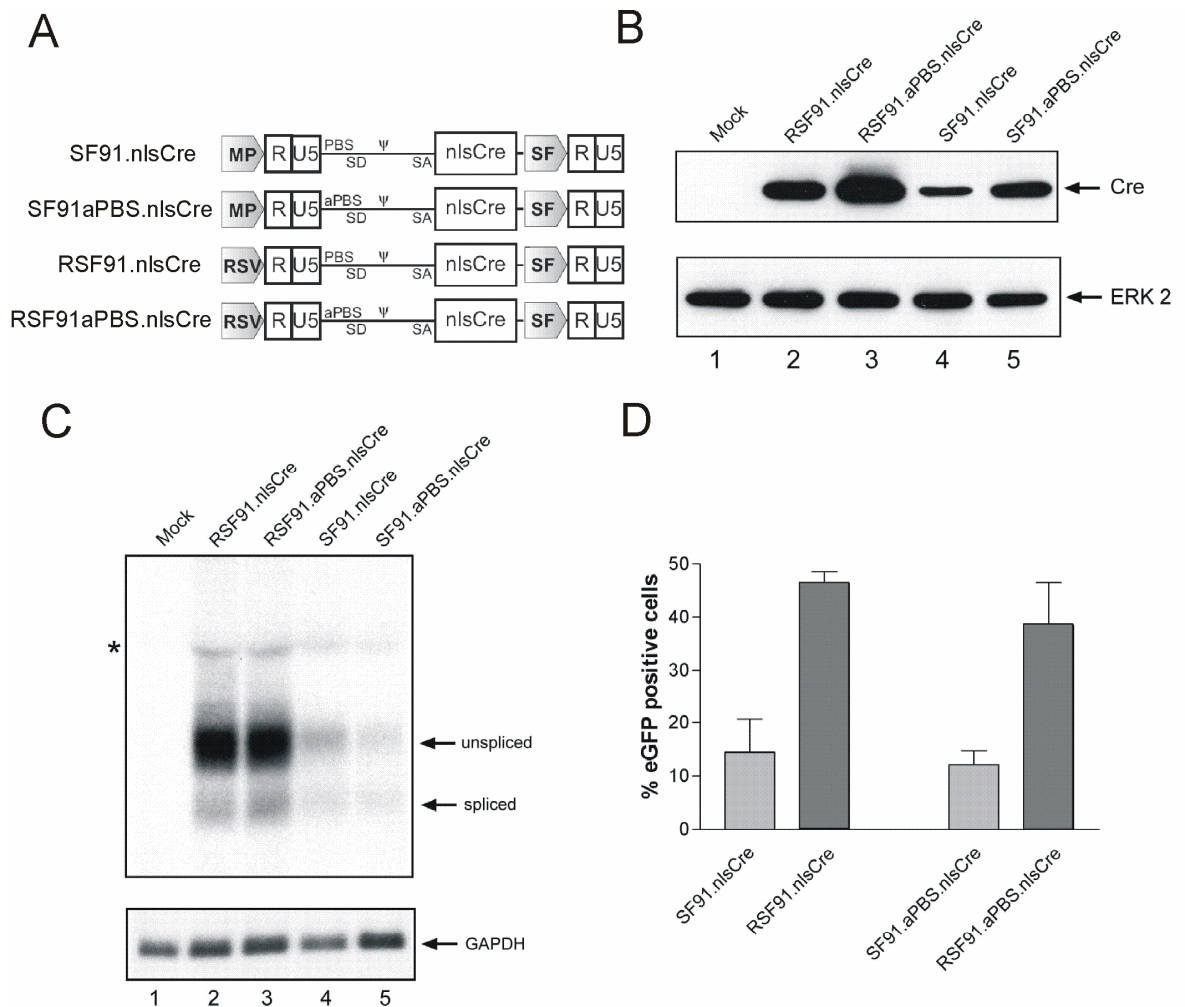 A
SF91.nlsCre MP R U5 PBS SD ψ SA nlsCre SF R U5
SF91aPBS.nlsCre MP R U5 aPBS SD ψ SA nlsCre SF R U5
RSF91.nlsCre RSV R U5 PBS SD ψ SA nlsCre SF R U5
RSF91aPBS.nlsCre RSV R U5 aPBS SD ψ SA nlsCre SF R U5
B
Mock
RSF91.nlsCre
RSF91.aPBS.nlsCre
SF91.nlsCre
SF91.aPBS.nlsCre
Cre
ERK 2
1 2 3 4 5
C
Mock
RSF91.nlsCre
RSF91.aPBS.nlsCre
SF91.nlsCre
SF91.aPBS.nlsCre
*
unspliced
spliced
GAPDH
1 2 3 4 5
D
% eGFP positive cells
50
40
30
20
10
0
SF91.nlsCre
RSF91.nlsCre
SF91.aPBS.nlsCre
RSF91.aPBS.nlsCre